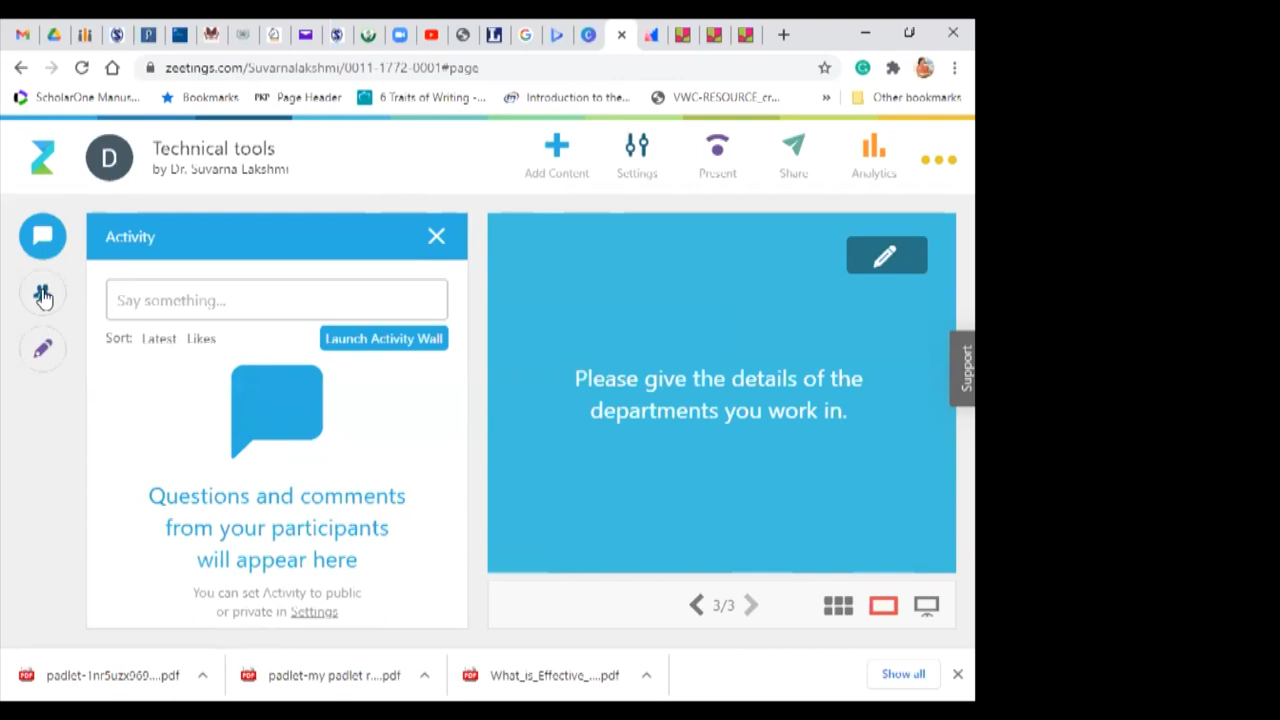 zeetings.com/Suvarnalakshmi/0011-1772-0001#page
ScholarOne Manus... Bookmarks PKP Page Header 6 Traits of Writing -... Introduction to the... VWC-RESOURCE_cr... » Other bookmarks
D
Technical tools
by Dr. Suvarna Lakshmi
Add Content Settings Present Share Analytics
Activity
Say something...
Sort: Latest Likes Launch Activity Wall
Questions and comments
from your participants
will appear here
You can set Activity to public
or private in Settings
Please give the details of the
departments you work in.
Support
3/3
padlet-1nr5uzx969....pdf padlet-my padlet r....pdf What_is_Effective_....pdf Show all